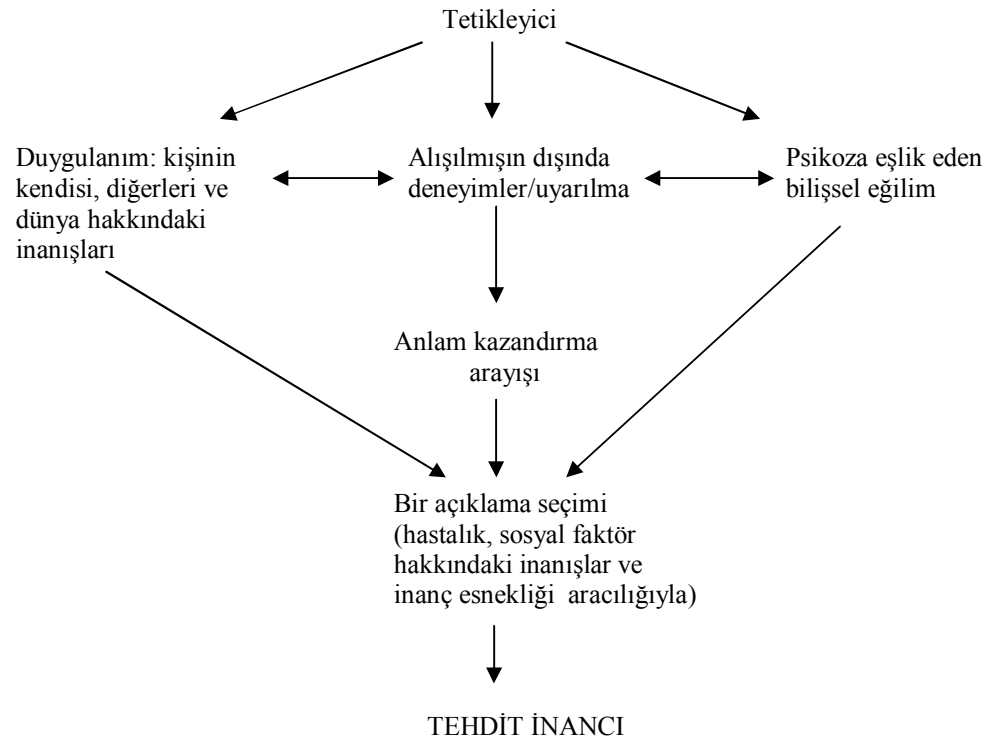 Tetikleyici
Duygulanım: kişinin
kendisi, diğerleri ve
dünya hakkındaki
inanışları
Alışılmışın dışında
deneyimler/uyarılma
Psikoza eşlik eden
bilişsel eğilim
Anlam kazandırma
arayışı
Bir açıklama seçimi
(hastalık, sosyal faktör
hakkındaki inanışlar ve
inanç esnekliği aracılığıyla)
TEHDİT İNANCI